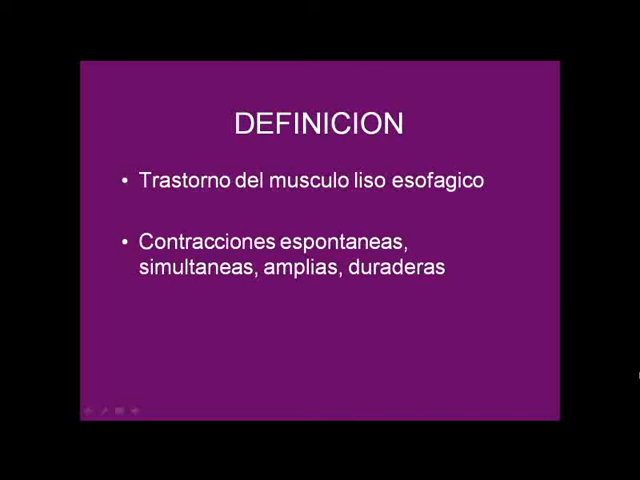 DEFINICION
• Trastorno del musculo liso esofagico
• Contracciones espontaneas,
simultaneas, amplias, duraderas